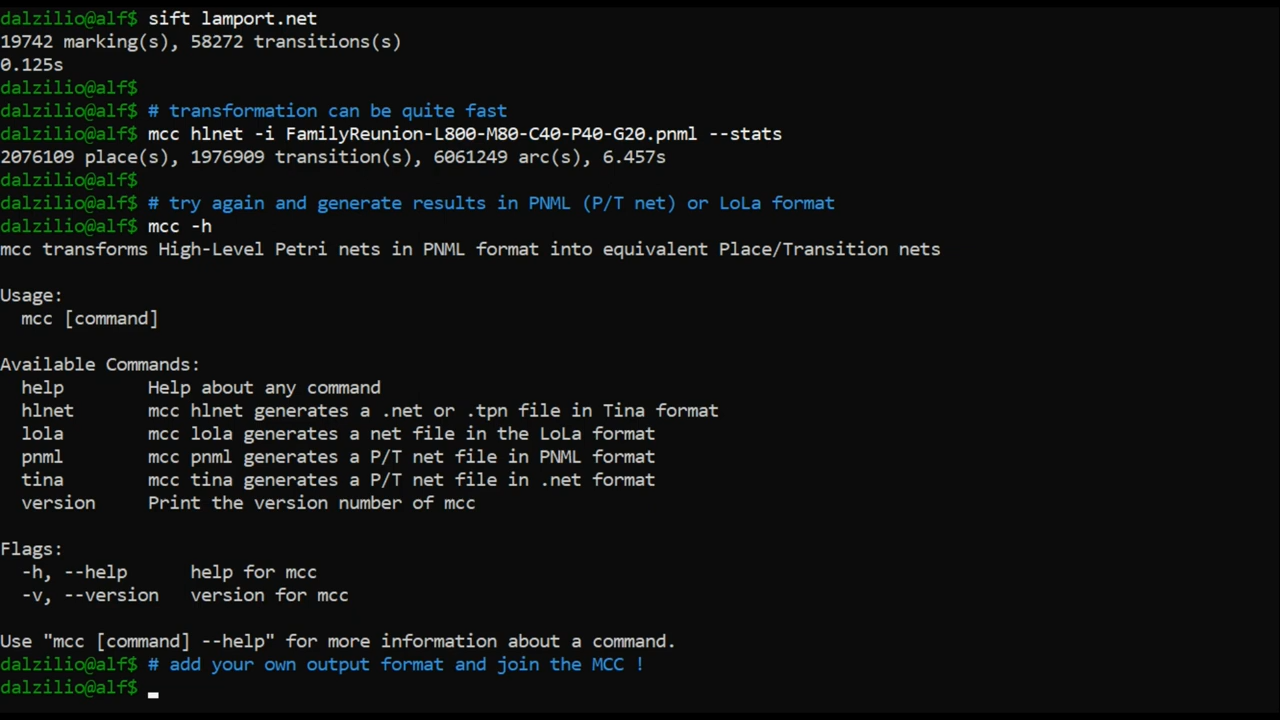 dalzilio@alf$ sift lamport.net
19742 marking(s), 58272 transitions(s)
0.125s
dalzilio@alf$
dalzilio@alf$ # transformation can be quite fast
dalzilio@alf$ mcc hlnet -i FamilyReunion-L800-M80-C40-P40-G20.pnml --stats
2076109 place(s), 1976909 transition(s), 6061249 arc(s), 6.457s
dalzilio@alf$
dalzilio@alf$ # try again and generate results in PNML (P/T net) or LoLa format
dalzilio@alf$ mcc -h
mcc transforms High-Level Petri nets in PNML format into equivalent Place/Transition nets
Usage:
  mcc [command]
Available Commands:
  help        Help about any command
  hlnet       mcc hlnet generates a .net or .tpn file in Tina format
  lola        mcc lola generates a net file in the LoLa format
  pnml        mcc pnml generates a P/T net file in PNML format
  tina        mcc tina generates a P/T net file in .net format
  version     Print the version number of mcc
Flags:
  -h, --help      help for mcc
  -v, --version   version for mcc
Use "mcc [command] --help" for more information about a command.
dalzilio@alf$ # add your own output format and join the MCC !
dalzilio@alf$